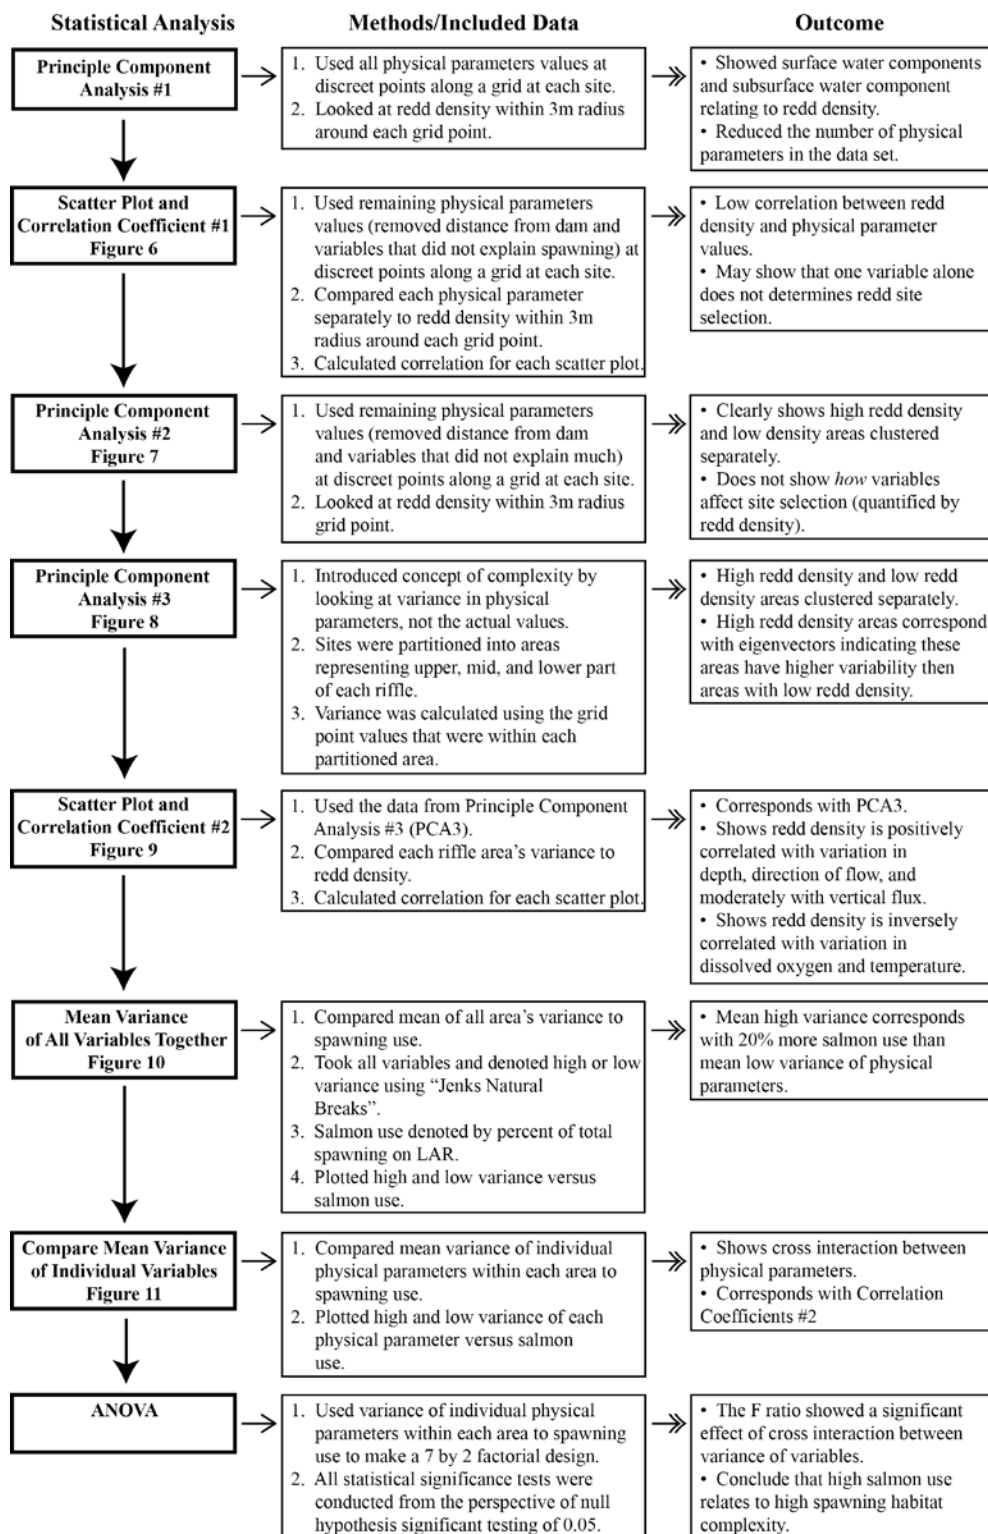 Statistical Analysis
Methods/Included Data
Outcome
Principle Component
Analysis #1
1. Used all physical parameters values at
discreet points along a grid at each site.
2. Looked at redd density within 3m radius
around each grid point.
• Showed surface water components
and subsurface water component
relating to redd density.
• Reduced the number of physical
parameters in the data set.
Scatter Plot and
Correlation Coefficient #1
Figure 6
1. Used remaining physical parameters
values (removed distance from dam and
variables that did not explain spawning) at
discreet points along a grid at each site.
2. Compared each physical parameter
separately to redd density within 3m
radius around each grid point.
3. Calculated correlation for each scatter plot.
• Low correlation between redd
density and physical parameter
values.
• May show that one variable alone
does not determines redd site
selection.
Principle Component
Analysis #2
Figure 7
1. Used remaining physical parameters
values (removed distance from dam
and variables that did not explain much)
at discreet points along a grid at each site.
2. Looked at redd density within 3m radius
grid point.
• Clearly shows high redd density
and low density areas clustered
separately.
• Does not show how variables
affect site selection (quantified by
redd density).
Principle Component
Analysis #3
Figure 8
1. Introduced concept of complexity by
looking at variance in physical
parameters, not the actual values.
2. Sites were partitioned into areas
representing upper, mid, and lower part
of each riffle.
3. Variance was calculated using the grid
point values that were within each
partitioned area.
• High redd density and low redd
density areas clustered separately.
• High redd density areas correspond
with eigenvectors indicating these
areas have higher variability then
areas with low redd density.
Scatter Plot and
Correlation Coefficient #2
Figure 9
1. Used the data from Principle Component
Analysis #3 (PCA3).
2. Compared each riffle area's variance to
redd density.
3. Calculated correlation for each scatter plot.
• Corresponds with PCA3.
• Shows redd density is positively
correlated with variation in
depth, direction of flow, and
moderately with vertical flux.
• Shows redd density is inversely
correlated with variation in
dissolved oxygen and temperature.
Mean Variance
of All Variables Together
Figure 10
1. Compared mean of all area's variance to
spawning use.
2. Took all variables and denoted high or low
variance using "Jenks Natural
Breaks".
3. Salmon use denoted by percent of total
spawning on LAR.
4. Plotted high and low variance versus
salmon use.
• Mean high variance corresponds
with 20% more salmon use than
mean low variance of physical
parameters.
Compare Mean Variance
of Individual Variables
Figure 11
1. Compared mean variance of individual
physical parameters within each area to
spawning use.
2. Plotted high and low variance of each
physical parameter versus salmon
use.
• Shows cross interaction between
physical parameters.
• Corresponds with Correlation
Coefficients #2
ANOVA
1. Used variance of individual physical
parameters within each area to spawning
use to make a 7 by 2 factorial design.
2. All statistical significance tests were
conducted from the perspective of null
hypothesis significant testing of 0.05.
• The F ratio showed a significant
effect of cross interaction between
variance of variables.
• Conclude that high salmon use
relates to high spawning habitat
complexity.